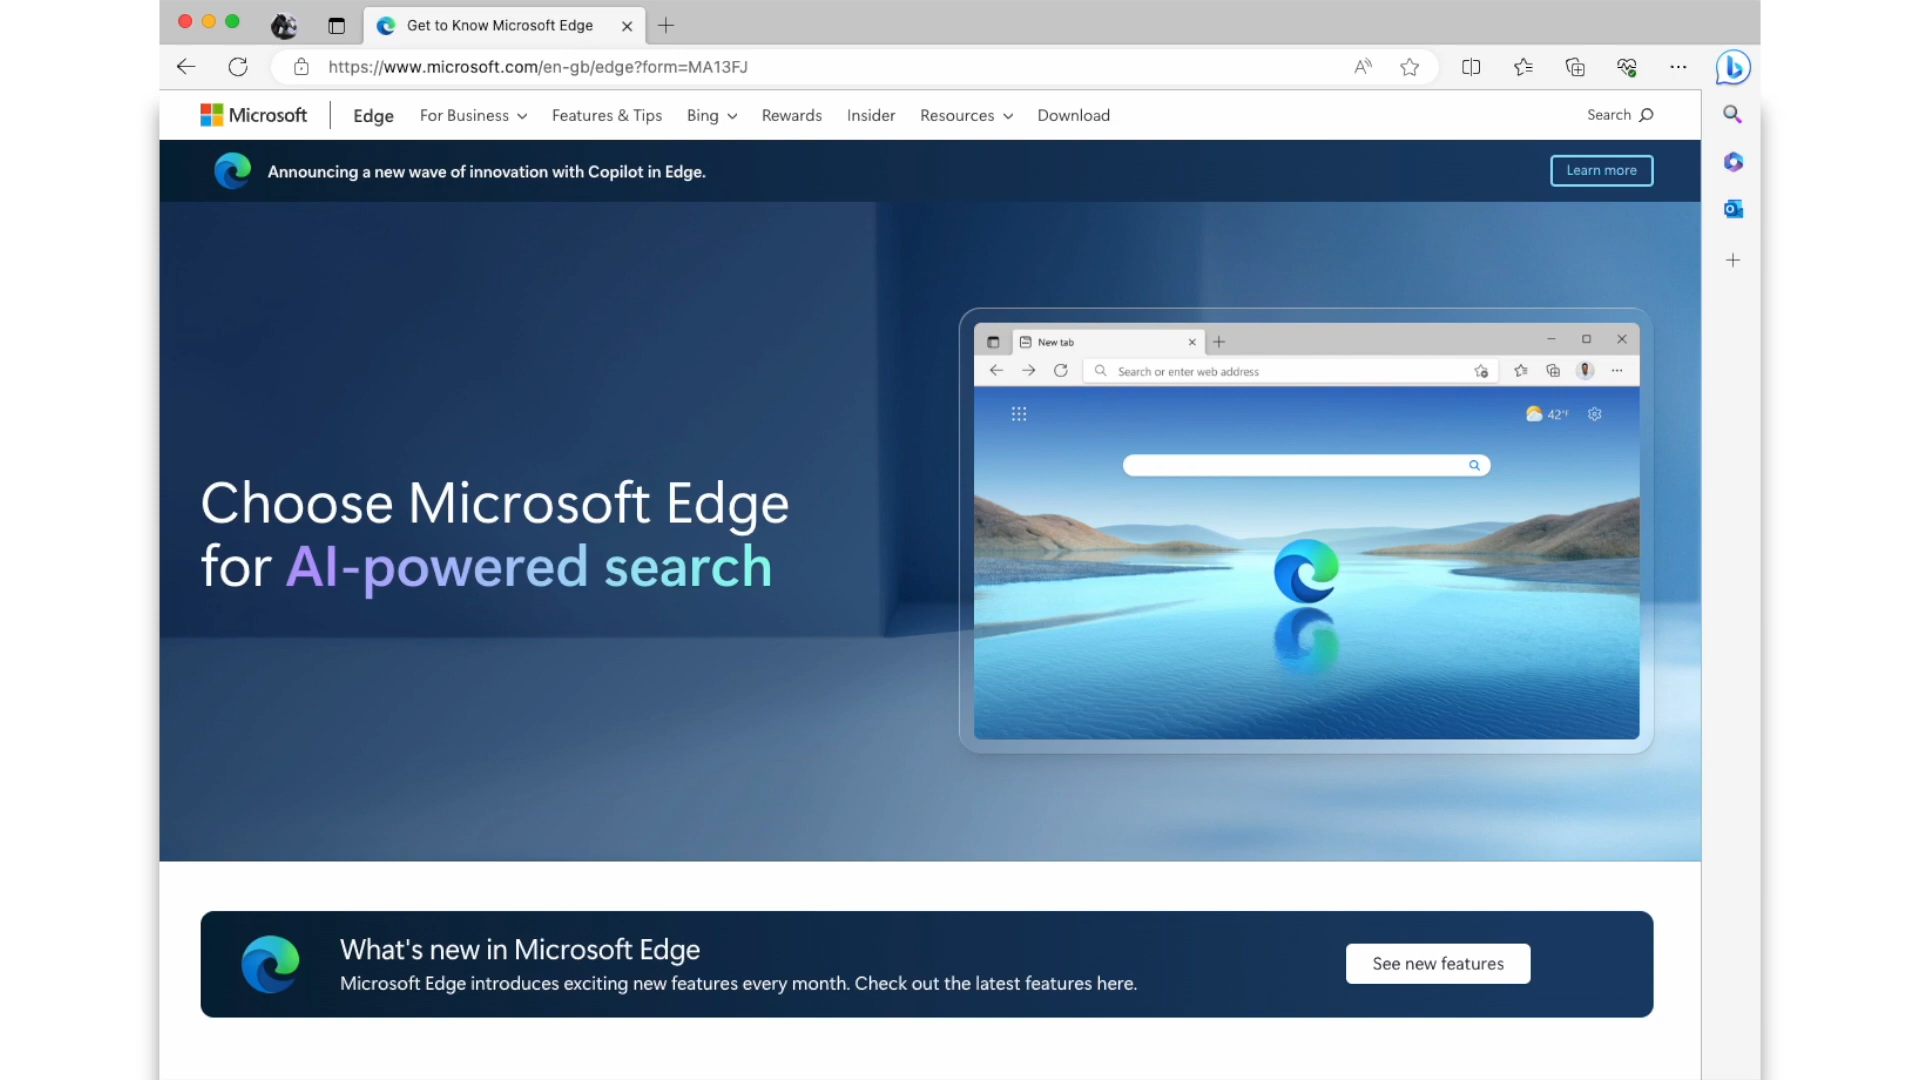 Get to Know Microsoft Edge
https://www.microsoft.com/en-gb/edge?form=MA13FJ
Microsoft
Edge
For Business
Features & Tips
Bing
Rewards
Insider
Resources
Download
Search
Announcing a new wave of innovation with Copilot in Edge.
Learn more
New tab
Search or enter web address
42°F
Choose Microsoft Edge
for AI-powered search
What's new in Microsoft Edge
Microsoft Edge introduces exciting new features every month. Check out the latest features here.
See new features